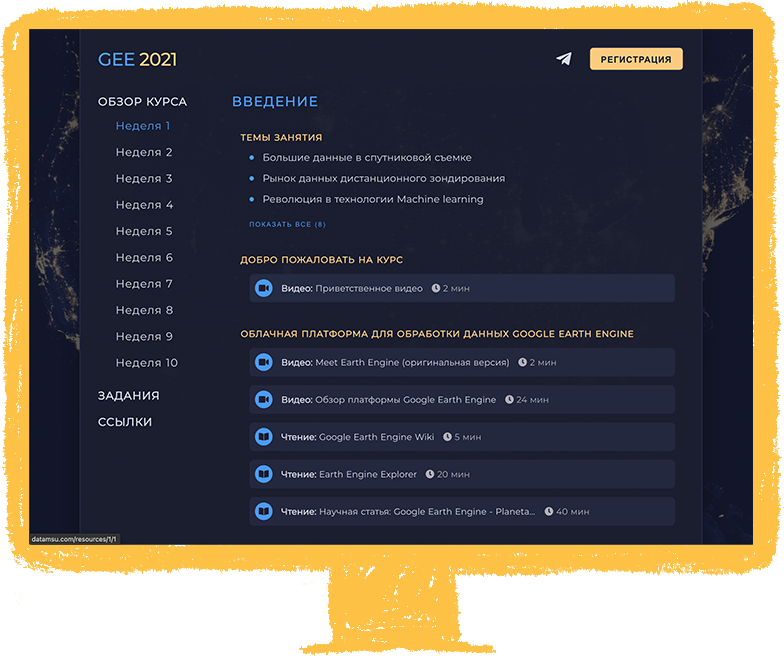 GEE 2021
РЕГИСТРАЦИЯ
ОБЗОР КУРСА
Неделя 1
Неделя 2
Неделя 3
Неделя 4
Неделя 5
Неделя 6
Неделя 7
Неделя 8
Неделя 9
Неделя 10
ЗАДАНИЯ
ССЫЛКИ
ВВЕДЕНИЕ
ТЕМЫ ЗАНЯТИЯ
Большие данные в спутниковой съемке
Рынок данных дистанционного зондирования
Революция в технологии Machine learning
ПОКАЗАТЬ ВСЕ (8)
ДОБРО ПОЖАЛОВАТЬ НА КУРС
Видео: Приветственное видео 2 мин
ОБЛАЧНАЯ ПЛАТФОРМА ДЛЯ ОБРАБОТКИ ДАННЫХ GOOGLE EARTH ENGINE
Видео: Meet Earth Engine (оригинальная версия) 2 мин
Видео: Обзор платформы Google Earth Engine 24 мин
Чтение: Google Earth Engine Wiki 5 мин
Чтение: Earth Engine Explorer 20 мин
Чтение: Научная статья: Google Earth Engine - Planeta... 40 мин
datamsu.com/resources/1/1